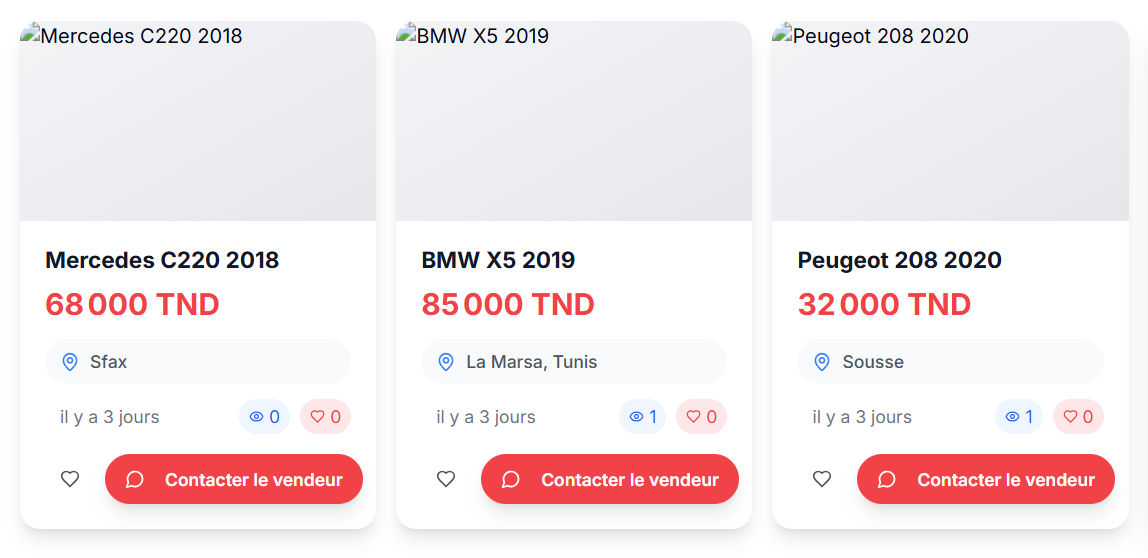 Mercedes C220 2018
Mercedes C220 2018
68 000 TND
Sfax
il y a 3 jours 0 0
Contacter le vendeur
BMW X5 2019
BMW X5 2019
85 000 TND
La Marsa, Tunis
il y a 3 jours 1 0
Contacter le vendeur
Peugeot 208 2020
Peugeot 208 2020
32 000 TND
Sousse
il y a 3 jours 1 0
Contacter le vendeur